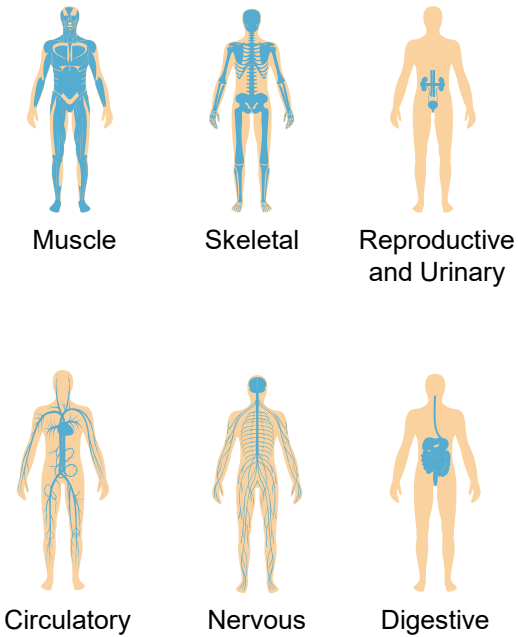 Muscle
Skeletal
Reproductive
and Urinary
Circulatory
Nervous
Digestive